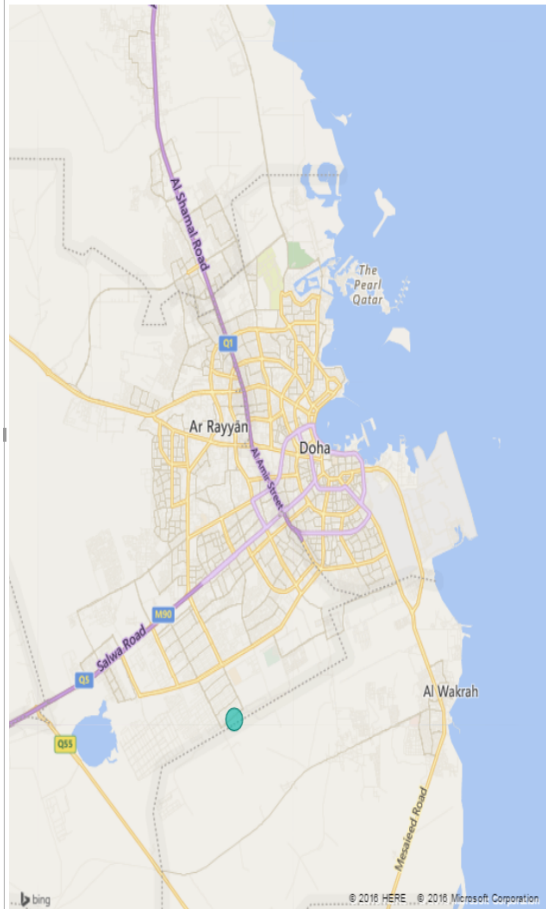 Al Shamal Road
The
Pearl
Qatar
Q1
Ar Rayyān
Doha
Al Amir Street
M90
Salwa Road
Q5
Al Wakrah
Q55
Mesaieed Road
bing
© 2016 HERE © 2016 Microsoft Corporation